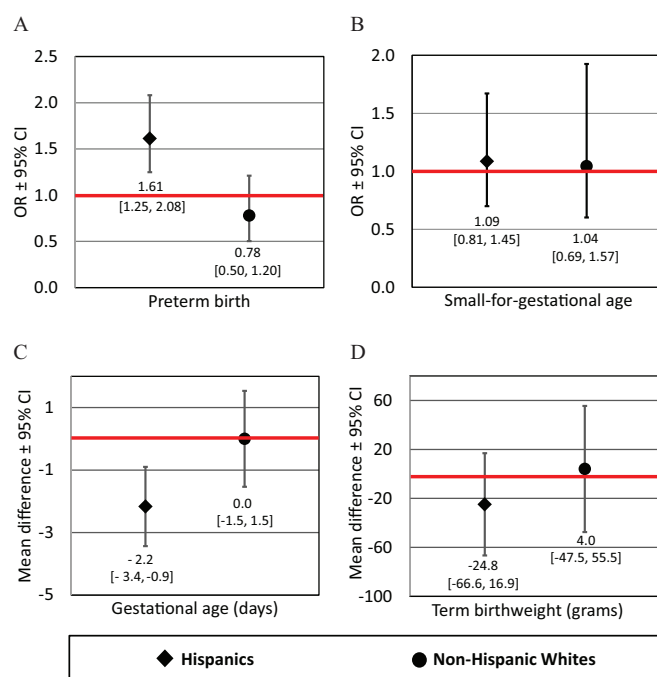 A
OR ± 95% CI
2.5
2.0
1.5
1.0
0.5
0.0
1.61
[1.25, 2.08]
0.78
[0.50, 1.20]
Preterm birth
B
OR ± 95% CI
2.0
1.5
1.0
0.5
0.0
1.09
[0.81, 1.45]
1.04
[0.69, 1.57]
Small-for-gestational age
C
Mean difference ± 95% CI
1
-1
-3
-5
0.0
[-1.5, 1.5]
- 2.2
[- 3.4, -0.9]
Gestational age (days)
D
Mean difference ± 95% CI
60
20
-20
-60
-100
4.0
[-47.5, 55.5]
-24.8
[-66.6, 16.9]
Term birthweight (grams)
Hispanics
Non-Hispanic Whites